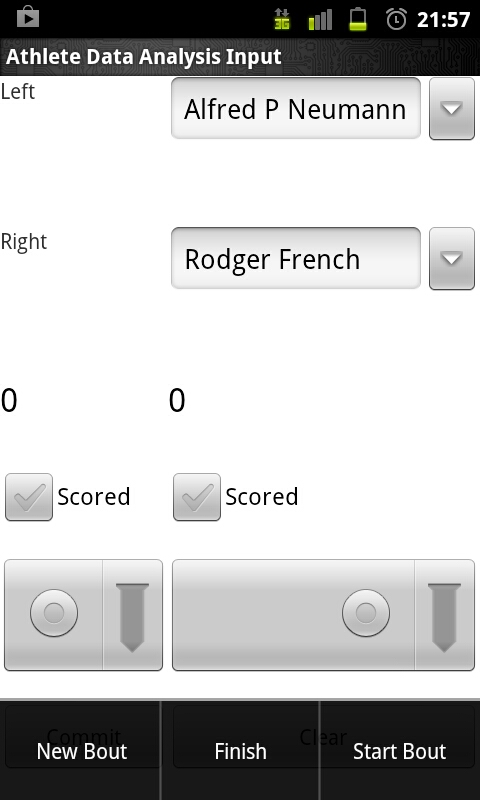 3G 21:57
Athlete Data Analysis Input
Left Alfred P Neumann
Right Rodger French
0 0
Scored Scored
Commit Clear
New Bout Finish Start Bout